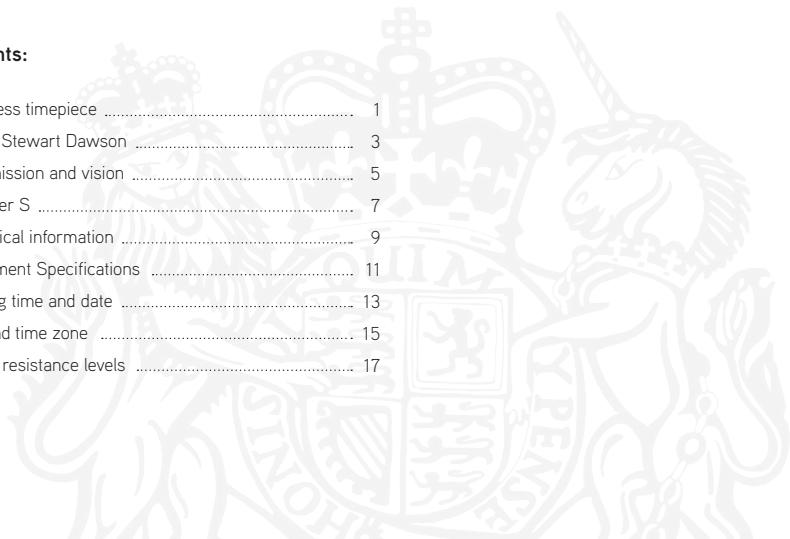 nts:
ess timepiece 1
Stewart Dawson 3
ission and vision 5
er S 7
ical information 9
ment Specifications 11
g time and date 13
nd time zone 15
resistance levels 17